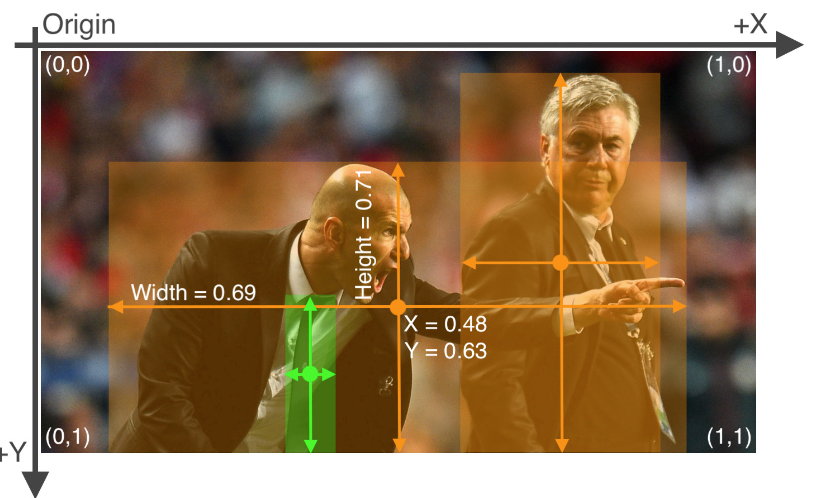 Origin
+X
(0,0)
(1,0)
Height = 0.71
Width = 0.69
X = 0.48
Y = 0.63
(0,1)
(1,1)
+Y